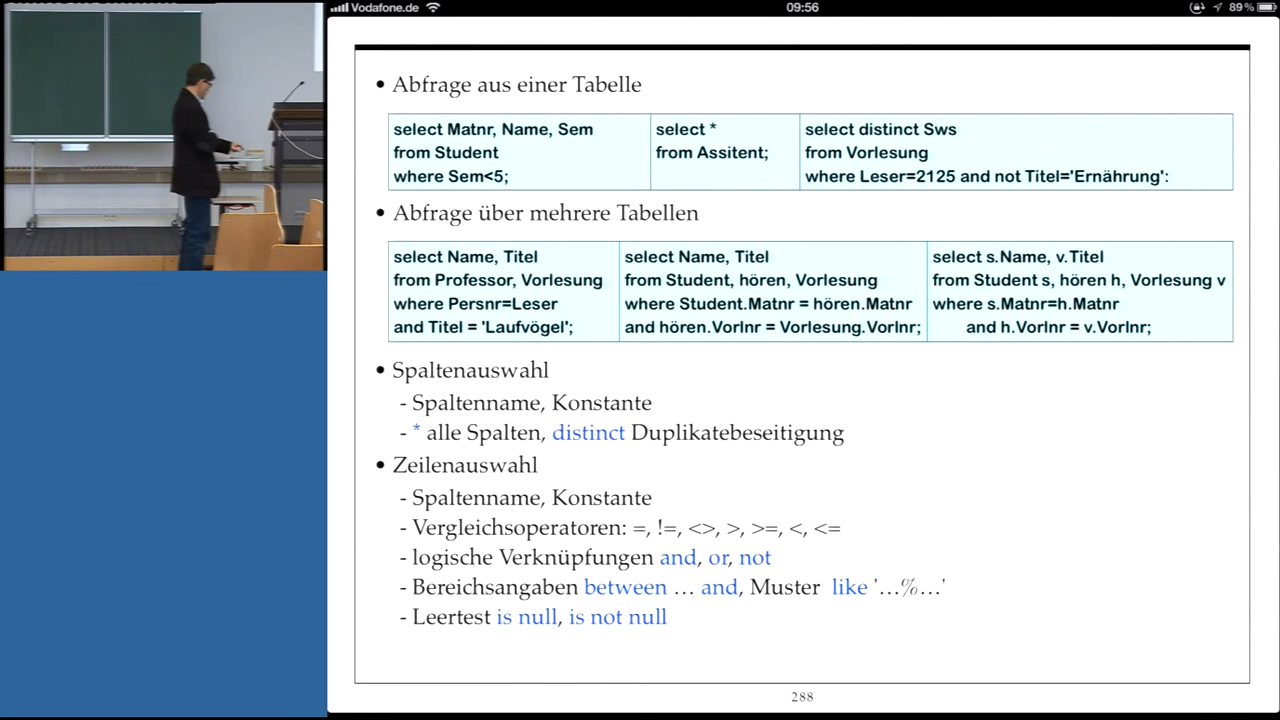 Vodafone.de
09:56
89 %
• Abfrage aus einer Tabelle
select Matnr, Name, Sem
from Student
where Sem<5;
select *
from Assitent;
select distinct Sws
from Vorlesung
where Leser=2125 and not Titel='Ernährung':
• Abfrage über mehrere Tabellen
select Name, Titel
from Professor, Vorlesung
where Persnr=Leser
and Titel = 'Laufvögel';
select Name, Titel
from Student, hören, Vorlesung
where Student.Matnr = hören.Matnr
and hören.Vorlnr = Vorlesung.Vorlnr;
select s.Name, v.Titel
from Student s, hören h, Vorlesung v
where s.Matnr=h.Matnr
and h.Vorlnr = v.Vorlnr;
• Spaltenauswahl
- Spaltenname, Konstante
- * alle Spalten, distinct Duplikatebeseitigung
• Zeilenauswahl
- Spaltenname, Konstante
- Vergleichsoperatoren: =, !=, <>, >, >=, <, <=
- logische Verknüpfungen and, or, not
- Bereichsangaben between … and, Muster like '…%…'
- Leertest is null, is not null
288